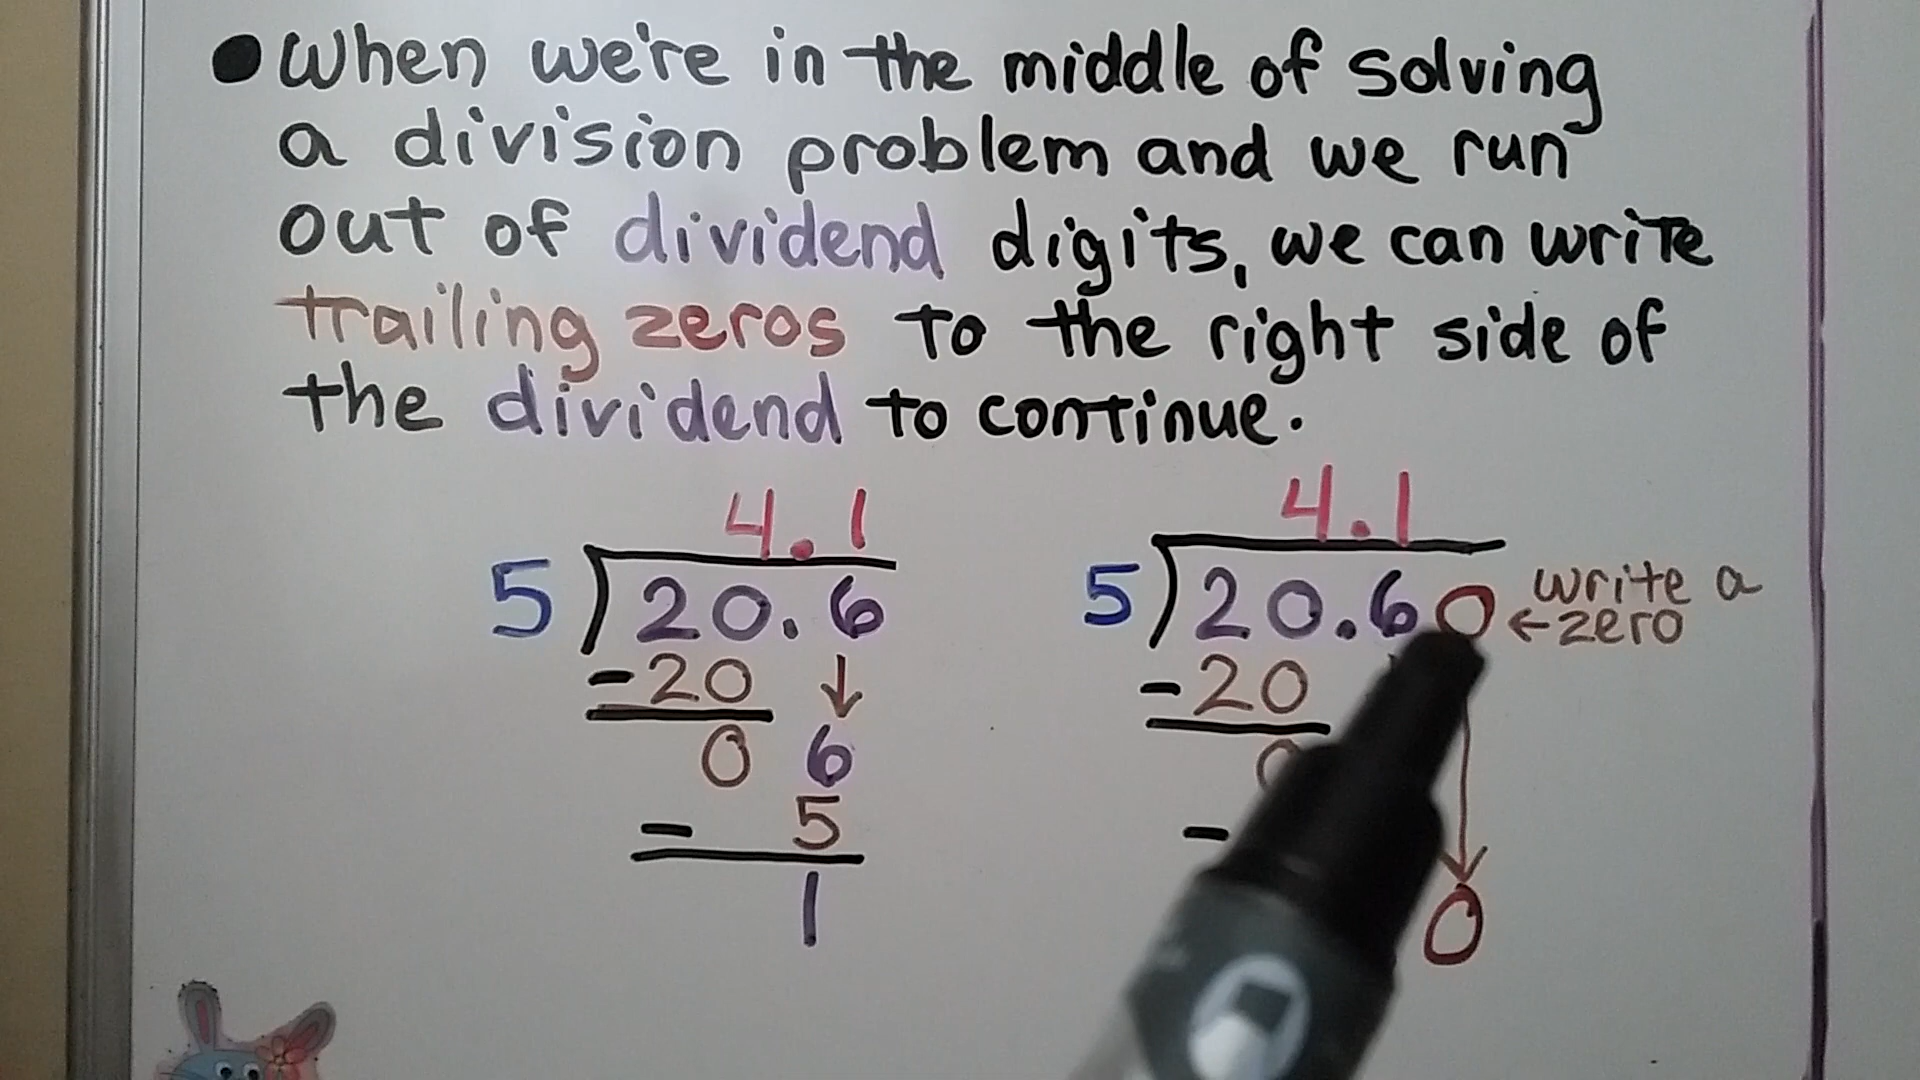 ●When we're in the middle of solving
a division problem and we run
out of dividend digits, we can write
trailing zeros to the right side of
the dividend to continue.
4.1
5)20.6
-20 ↓
0 6
- 5
1
4.1
5)20.60 ←write a zero
-20
0
-
0